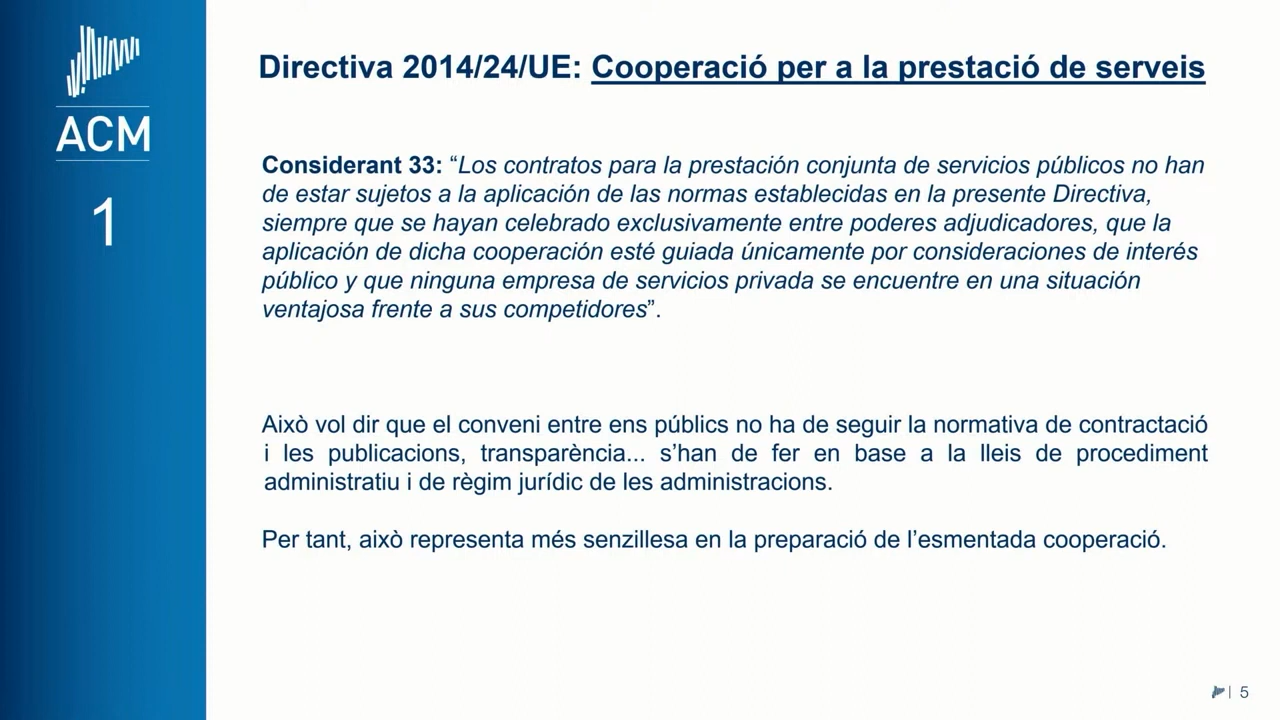 ACM
1
Directiva 2014/24/UE: Cooperació per a la prestació de serveis
Considerant 33: “Los contratos para la prestación conjunta de servicios públicos no han
de estar sujetos a la aplicación de las normas establecidas en la presente Directiva,
siempre que se hayan celebrado exclusivamente entre poderes adjudicadores, que la
aplicación de dicha cooperación esté guiada únicamente por consideraciones de interés
público y que ninguna empresa de servicios privada se encuentre en una situación
ventajosa frente a sus competidores”.
Això vol dir que el conveni entre ens públics no ha de seguir la normativa de contractació
i les publicacions, transparència... s’han de fer en base a la lleis de procediment
administratiu i de règim jurídic de les administracions.
Per tant, això representa més senzillesa en la preparació de l’esmentada cooperació.
5